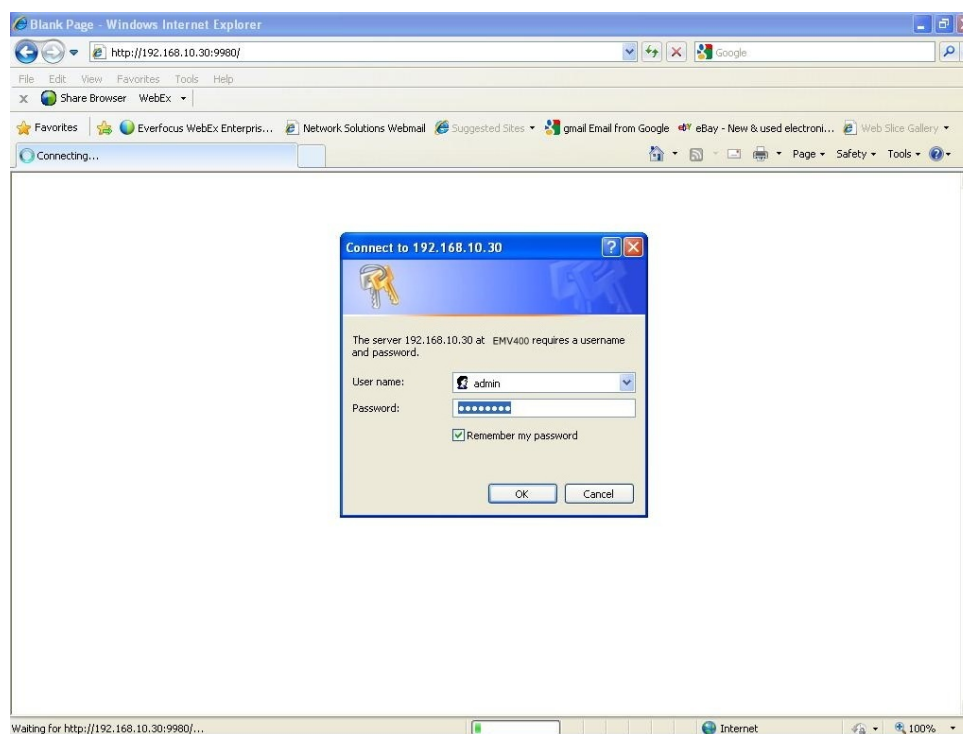 Blank Page - Windows Internet Explorer
http://192.168.10.30:9980/
Google
File Edit View Favorites Tools Help
x Share Browser WebEx
Favorites Everfocus WebEx Enterpris... Network Solutions Webmail Suggested Sites gmail Email from Google eBay - New & used electroni... Web Slice Gallery
Connecting... Page Safety Tools
Connect to 192.168.10.30
The server 192.168.10.30 at EMV400 requires a username
and password.
User name: admin
Password: ••••••••
Remember my password
OK Cancel
Waiting for http://192.168.10.30:9980/... Internet 100%